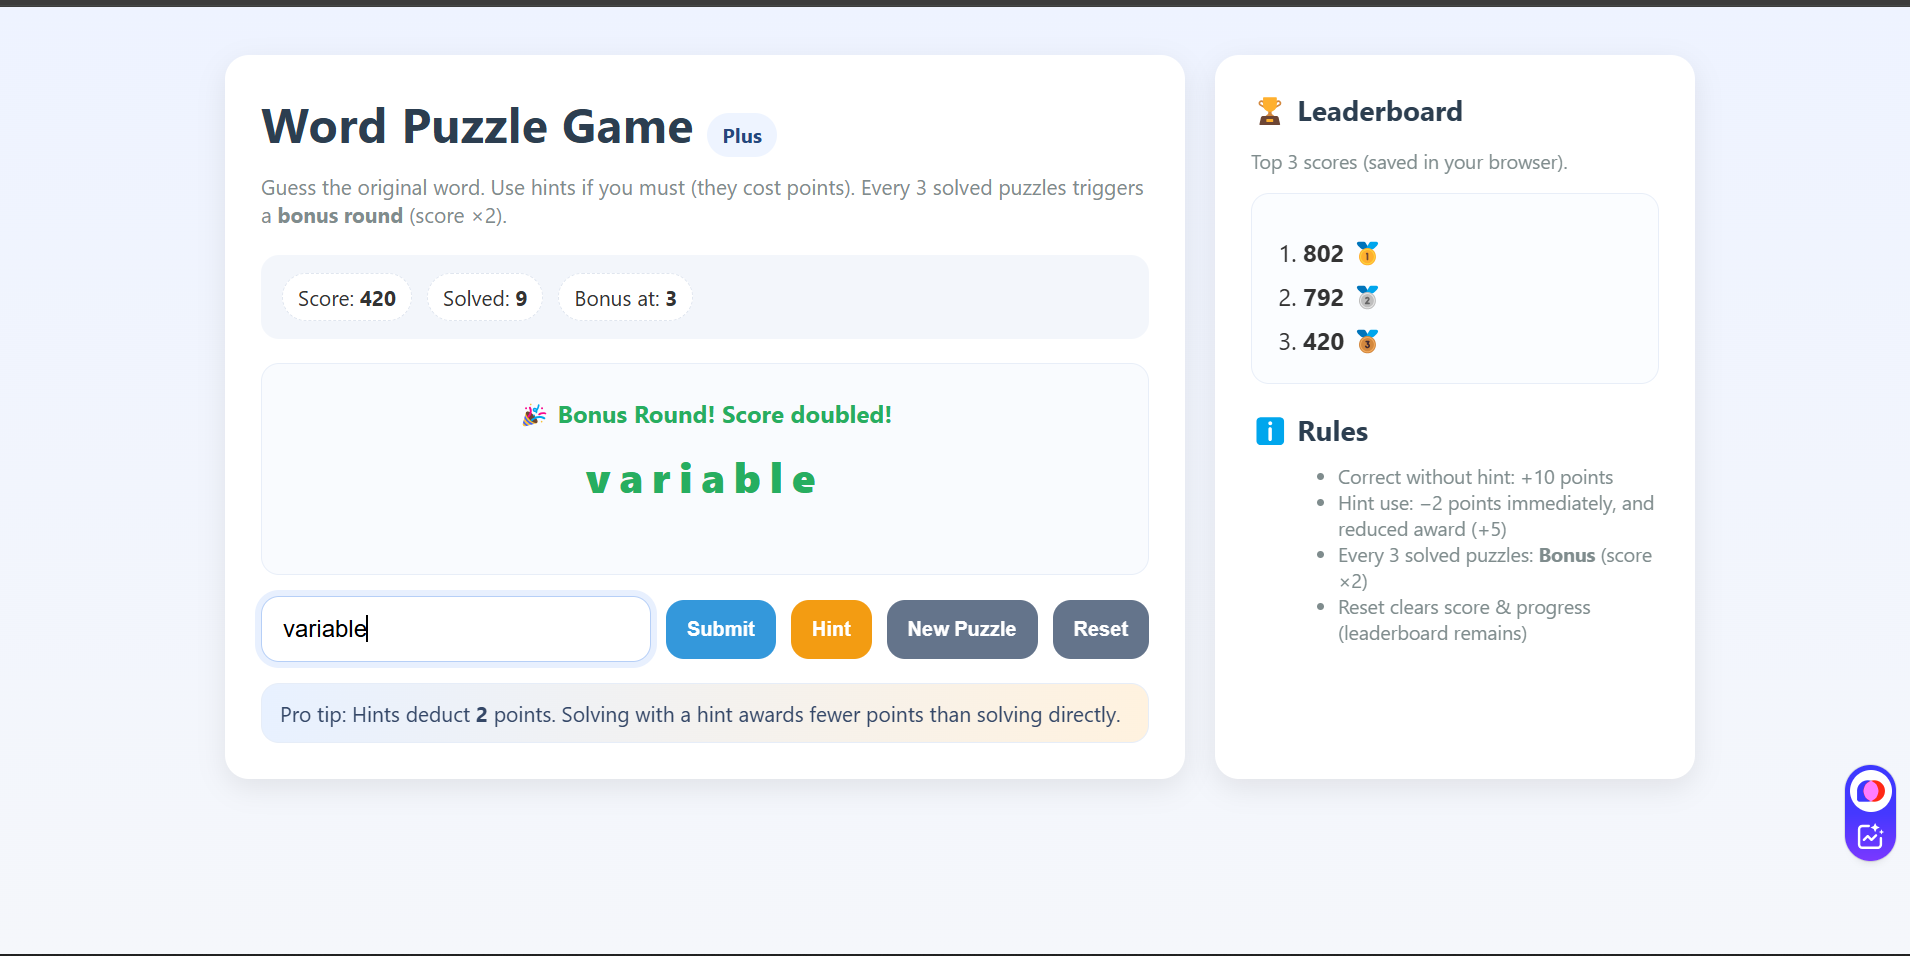 Word Puzzle Game Plus
Guess the original word. Use hints if you must (they cost points). Every 3 solved puzzles triggers
a bonus round (score ×2).
Score: 420 Solved: 9 Bonus at: 3
🎉 Bonus Round! Score doubled!
variable
variable
Submit Hint New Puzzle Reset
Pro tip: Hints deduct 2 points. Solving with a hint awards fewer points than solving directly.
🏆 Leaderboard
Top 3 scores (saved in your browser).
1. 802 🥇
2. 792 🥈
3. 420 🥉
ℹ️ Rules
• Correct without hint: +10 points
• Hint use: −2 points immediately, and
reduced award (+5)
• Every 3 solved puzzles: Bonus (score
×2)
• Reset clears score & progress
(leaderboard remains)